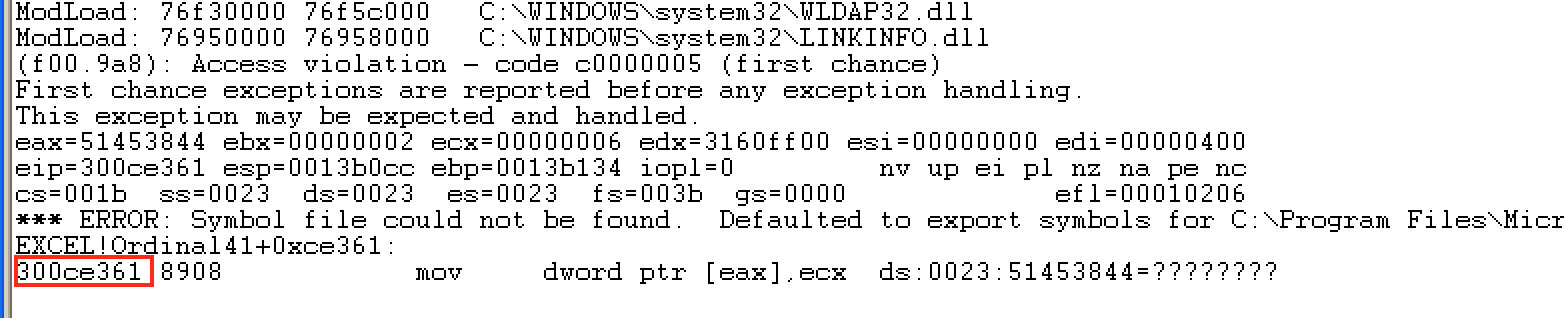 ModLoad: 76f30000 76f5c000   C:\WINDOWS\system32\WLDAP32.dll
ModLoad: 76950000 76958000   C:\WINDOWS\system32\LINKINFO.dll
(f00.9a8): Access violation - code c0000005 (first chance)
First chance exceptions are reported before any exception handling.
This exception may be expected and handled.
eax=51453844 ebx=00000002 ecx=00000006 edx=3160ff00 esi=00000000 edi=00000400
eip=300ce361 esp=0013b0cc ebp=0013b134 iopl=0         nv up ei pl nz na pe nc
cs=001b  ss=0023  ds=0023  es=0023  fs=003b  gs=0000             efl=00010206
*** ERROR: Symbol file could not be found.  Defaulted to export symbols for C:\Program Files\Micr
EXCEL!Ordinal41+0xce361:
300ce361 8908            mov     dword ptr [eax],ecx  ds:0023:51453844=????????